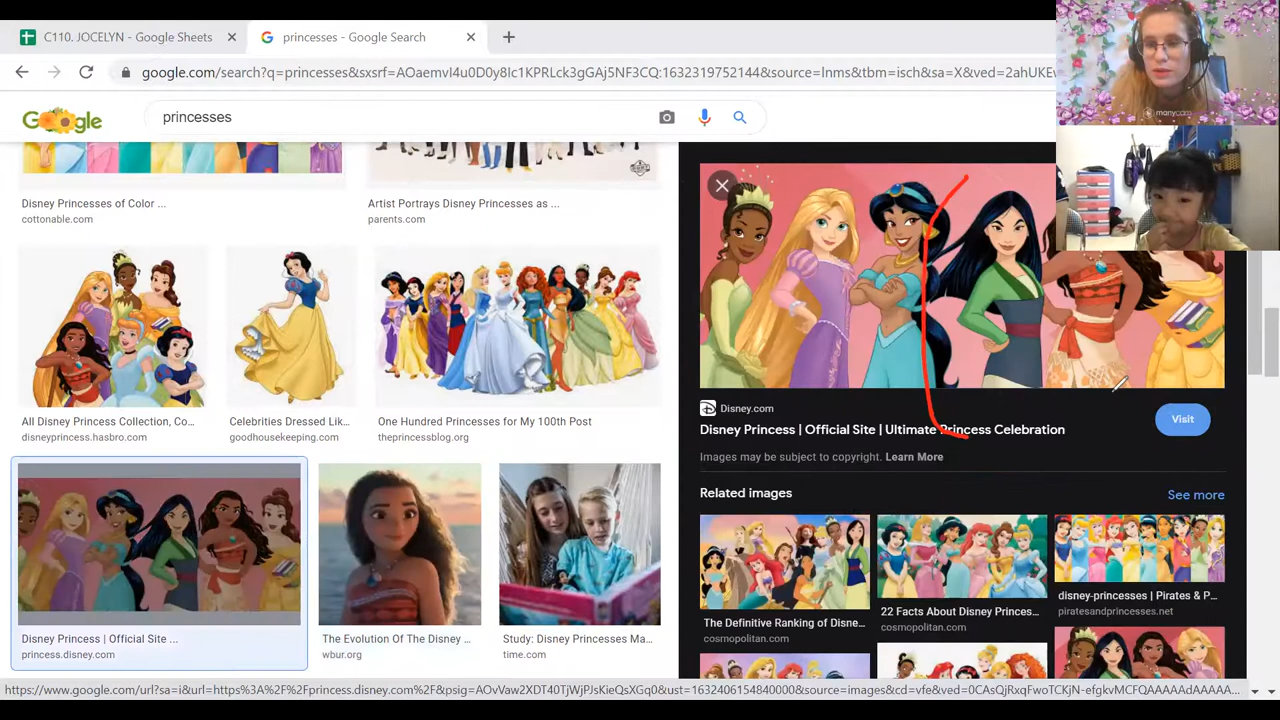 C110. JOCELYN - Google Sheets
princesses - Google Search
google.com/search?q=princesses&sxsrf=AOaemvI4u0D0y8Ic1KPRLck3gGAj5NF3CQ:1632319752144&source=lnms&tbm=isch&sa=X&ved=2ahUKEw
Google
princesses
manycam
Disney Princesses of Color ...
cottonable.com
Artist Portrays Disney Princesses as ...
parents.com
All Disney Princess Collection, Co...
disneyprincess.hasbro.com
Celebrities Dressed Lik...
goodhousekeeping.com
One Hundred Princesses for My 100th Post
theprincessblog.org
Disney Princess | Official Site ...
princess.disney.com
The Evolution Of The Disney ...
wbur.org
Study: Disney Princesses Ma...
time.com
Disney.com
Disney Princess | Official Site | Ultimate Princess Celebration
Visit
Images may be subject to copyright. Learn More
Related images
See more
The Definitive Ranking of Disne...
cosmopolitan.com
22 Facts About Disney Princes...
cosmopolitan.com
disney-princesses | Pirates & P...
piratesandprincesses.net